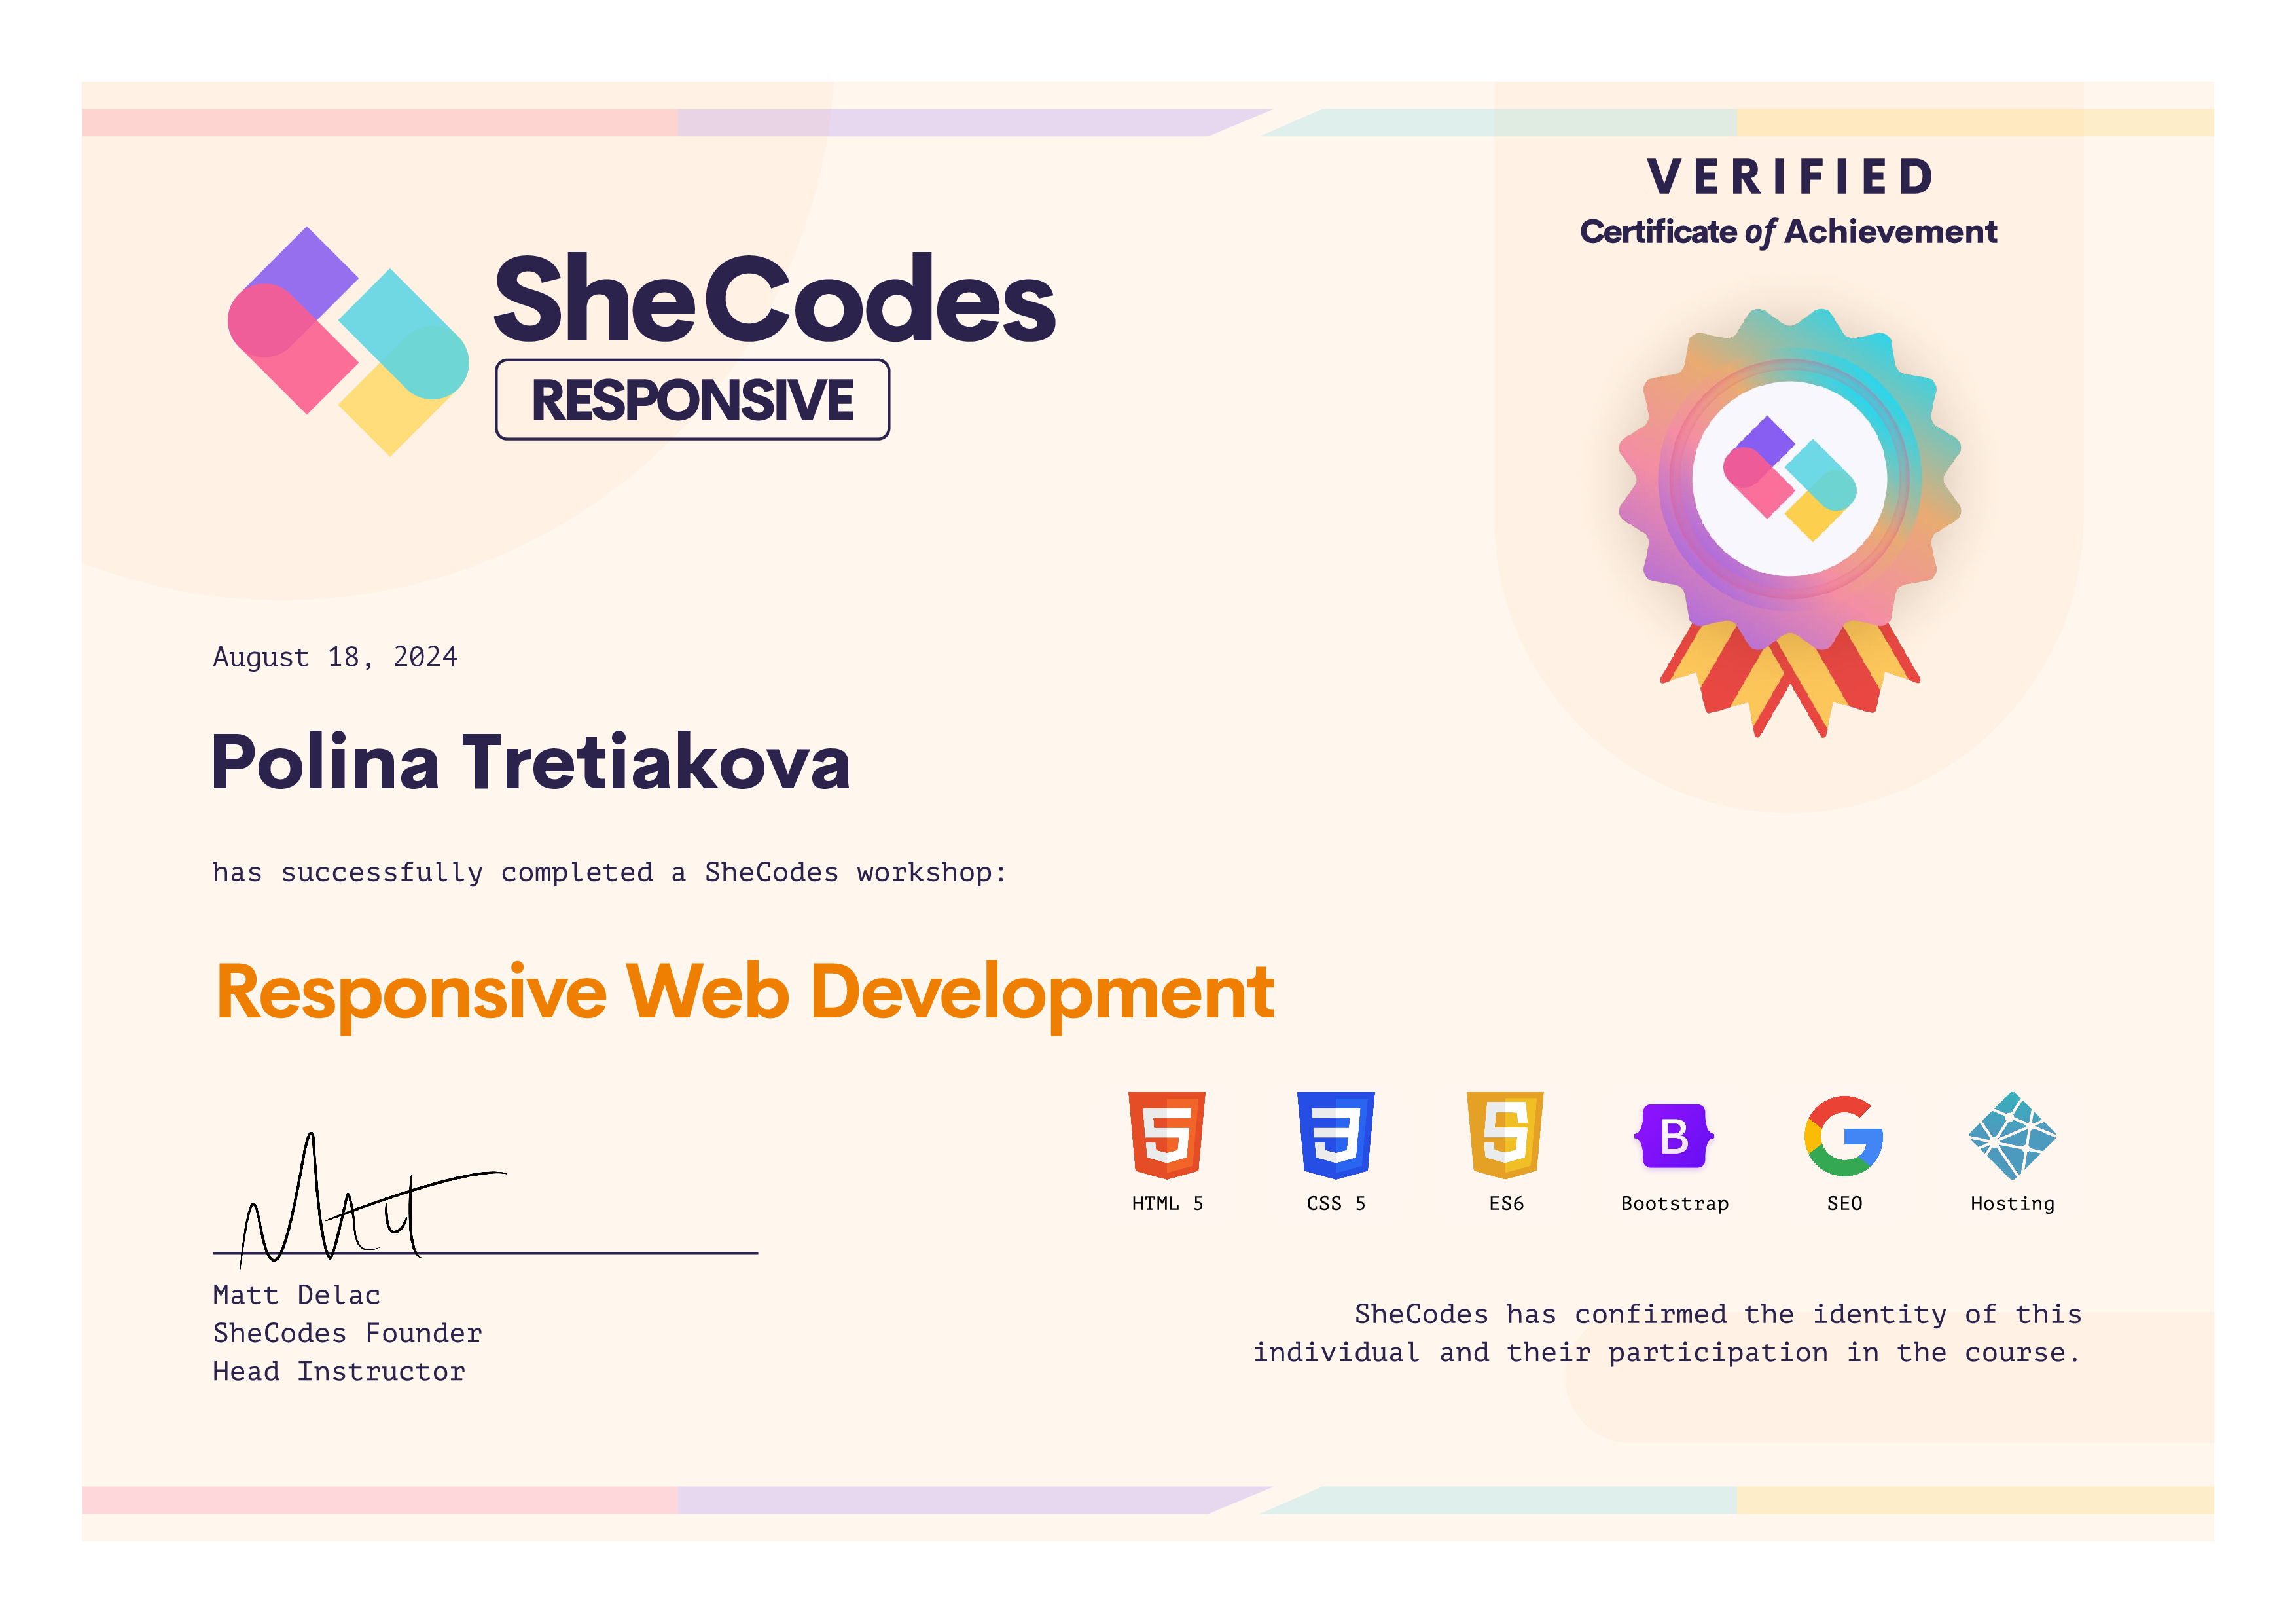 VERIFIED
Certificate of Achievement
SheCodes
RESPONSIVE
August 18, 2024
Polina Tretiakova
has successfully completed a SheCodes workshop:
Responsive Web Development
HTML 5
CSS 5
ES6
Bootstrap
SEO
Hosting
Matt
Matt Delac
SheCodes Founder
Head Instructor
SheCodes has confirmed the identity of this
individual and their participation in the course.